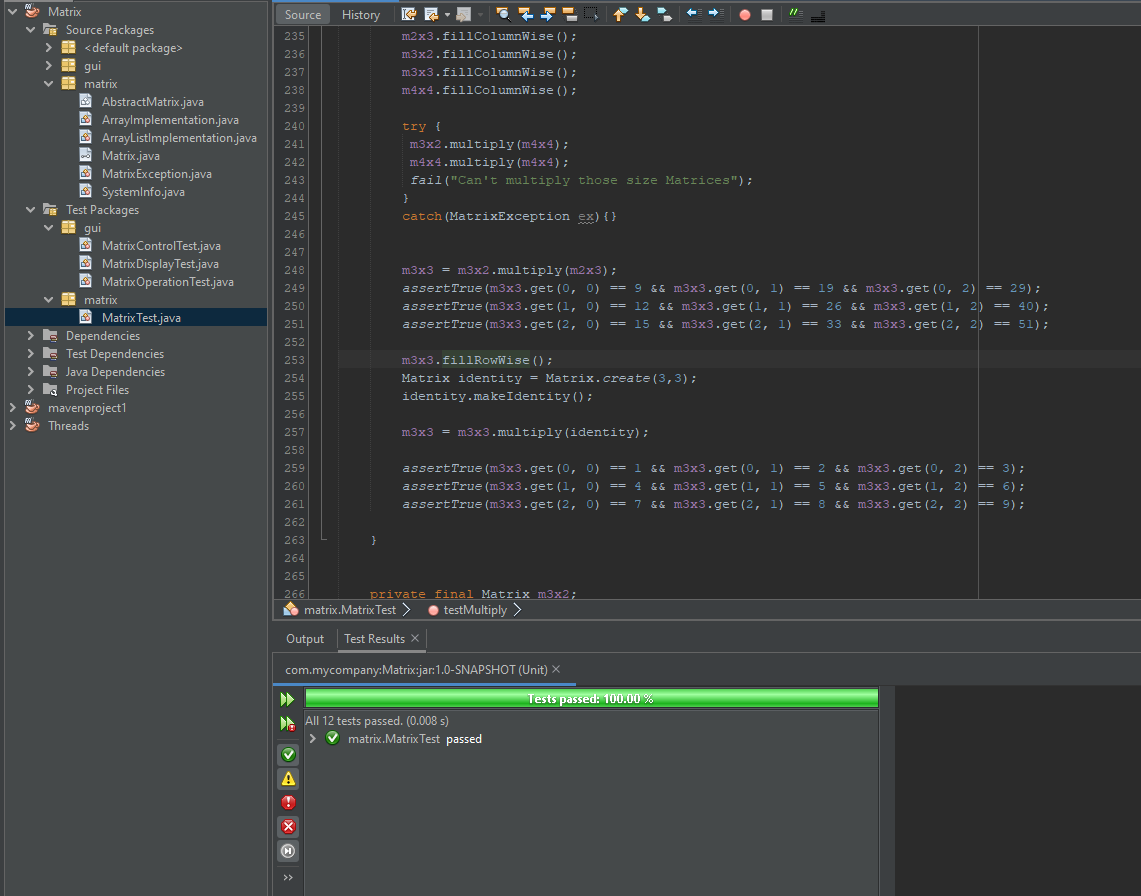 Matrix
Source Packages
<default package>
gui
matrix
AbstractMatrix.java
ArrayImplementation.java
ArrayListImplementation.java
Matrix.java
MatrixException.java
SystemInfo.java
Test Packages
gui
MatrixControlTest.java
MatrixDisplayTest.java
MatrixOperationTest.java
matrix
MatrixTest.java
Dependencies
Test Dependencies
Java Dependencies
Project Files
mavenproject1
Threads
Source History
235 m2x3.fillColumnWise();
236 m3x2.fillColumnWise();
237 m3x3.fillColumnWise();
238 m4x4.fillColumnWise();
239
240 try {
241 m3x2.multiply(m4x4);
242 m4x4.multiply(m4x4);
243 fail("Can't multiply those size Matrices");
244 }
245 catch(MatrixException ex){}
246
247
248 m3x3 = m3x2.multiply(m2x3);
249 assertTrue(m3x3.get(0, 0) == 9 && m3x3.get(0, 1) == 19 && m3x3.get(0, 2) == 29);
250 assertTrue(m3x3.get(1, 0) == 12 && m3x3.get(1, 1) == 26 && m3x3.get(1, 2) == 40);
251 assertTrue(m3x3.get(2, 0) == 15 && m3x3.get(2, 1) == 33 && m3x3.get(2, 2) == 51);
252
253 m3x3.fillRowWise();
254 Matrix identity = Matrix.create(3,3);
255 identity.makeIdentity();
256
257 m3x3 = m3x3.multiply(identity);
258
259 assertTrue(m3x3.get(0, 0) == 1 && m3x3.get(0, 1) == 2 && m3x3.get(0, 2) == 3);
260 assertTrue(m3x3.get(1, 0) == 4 && m3x3.get(1, 1) == 5 && m3x3.get(1, 2) == 6);
261 assertTrue(m3x3.get(2, 0) == 7 && m3x3.get(2, 1) == 8 && m3x3.get(2, 2) == 9);
262
263 }
264
265
266 private final Matrix m3x2;
matrix.MatrixTest testMultiply
Output Test Results
com.mycompany:Matrix:jar:1.0-SNAPSHOT (Unit)
Tests passed: 100.00 %
All 12 tests passed. (0.008 s)
matrix.MatrixTest passed